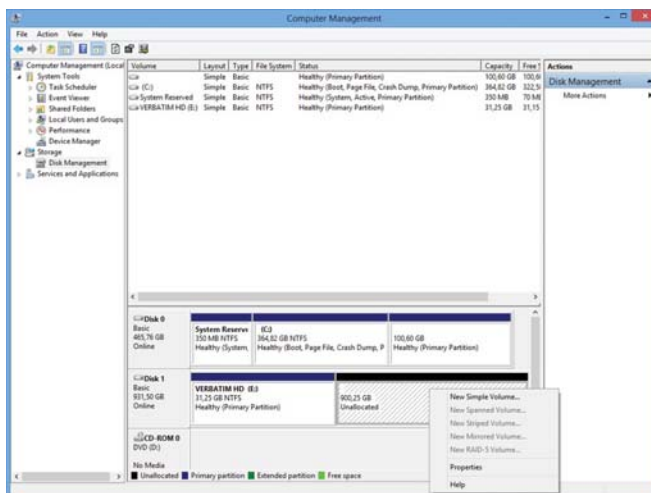 Computer Management
File Action View Help
Computer Management (Local
System Tools
Task Scheduler
Event Viewer
Shared Folders
Local Users and Groups
Performance
Device Manager
Storage
Disk Management
Services and Applications
Volume Layout Type File System Status Capacity Free
Simple Basic Healthy (Primary Partition) 100,60 GB 100,6
(C:) Simple Basic NTFS Healthy (Boot, Page File, Crash Dump, Primary Partition) 364,82 GB 322,5
System Reserved Simple Basic NTFS Healthy (System, Active, Primary Partition) 350 MB 70 M
VERBATIM HD (E:) Simple Basic NTFS Healthy (Primary Partition) 31,25 GB 31,15
Actions
Disk Management
More Actions
Disk 0
Basic
465,76 GB
Online
System Reserve
350 MB NTFS
Healthy (System,
(C:)
364,82 GB NTFS
Healthy (Boot, Page File, Crash Dump, P
100,60 GB
Healthy (Primary Partition)
Disk 1
Basic
931,50 GB
Online
VERBATIM HD (E:)
31,25 GB NTFS
Healthy (Primary Partition)
900,25 GB
Unallocated
New Simple Volume...
New Spanned Volume...
New Striped Volume...
New Mirrored Volume...
New RAID-5 Volume...
Properties
Help
CD-ROM 0
DVD (D:)
No Media
Unallocated Primary partition Extended partition Free space